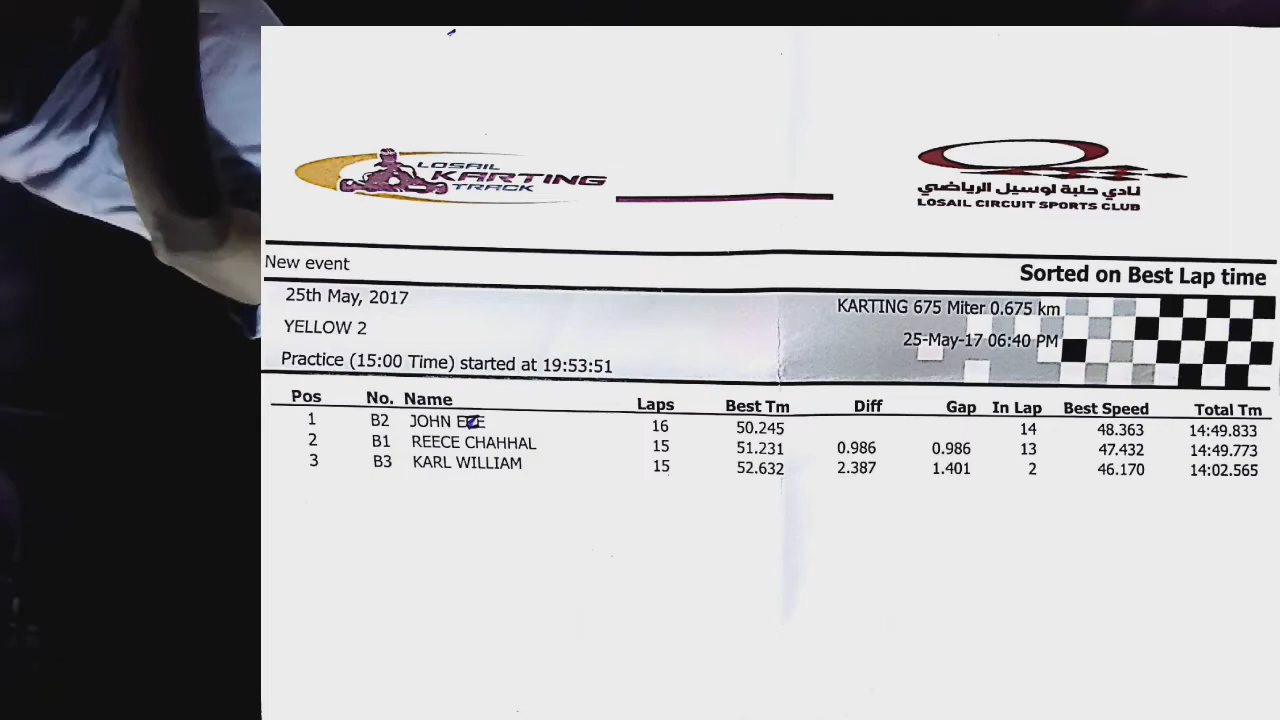 LOSAIL
KARTING
TRACK
نادي حلبة لوسيل الرياضي
LOSAIL CIRCUIT SPORTS CLUB
New event
Sorted on Best Lap time
25th May, 2017
KARTING 675 Miter 0.675 km
YELLOW 2
25-May-17 06:40 PM
Practice (15:00 Time) started at 19:53:51
Pos No. Name Laps Best Tm Diff Gap In Lap Best Speed Total Tm
1 B2 JOHN 16 50.245 14 48.363 14:49.833
2 B1 REECE CHAHHAL 15 51.231 0.986 0.986 13 47.432 14:49.773
3 B3 KARL WILLIAM 15 52.632 2.387 1.401 2 46.170 14:02.565